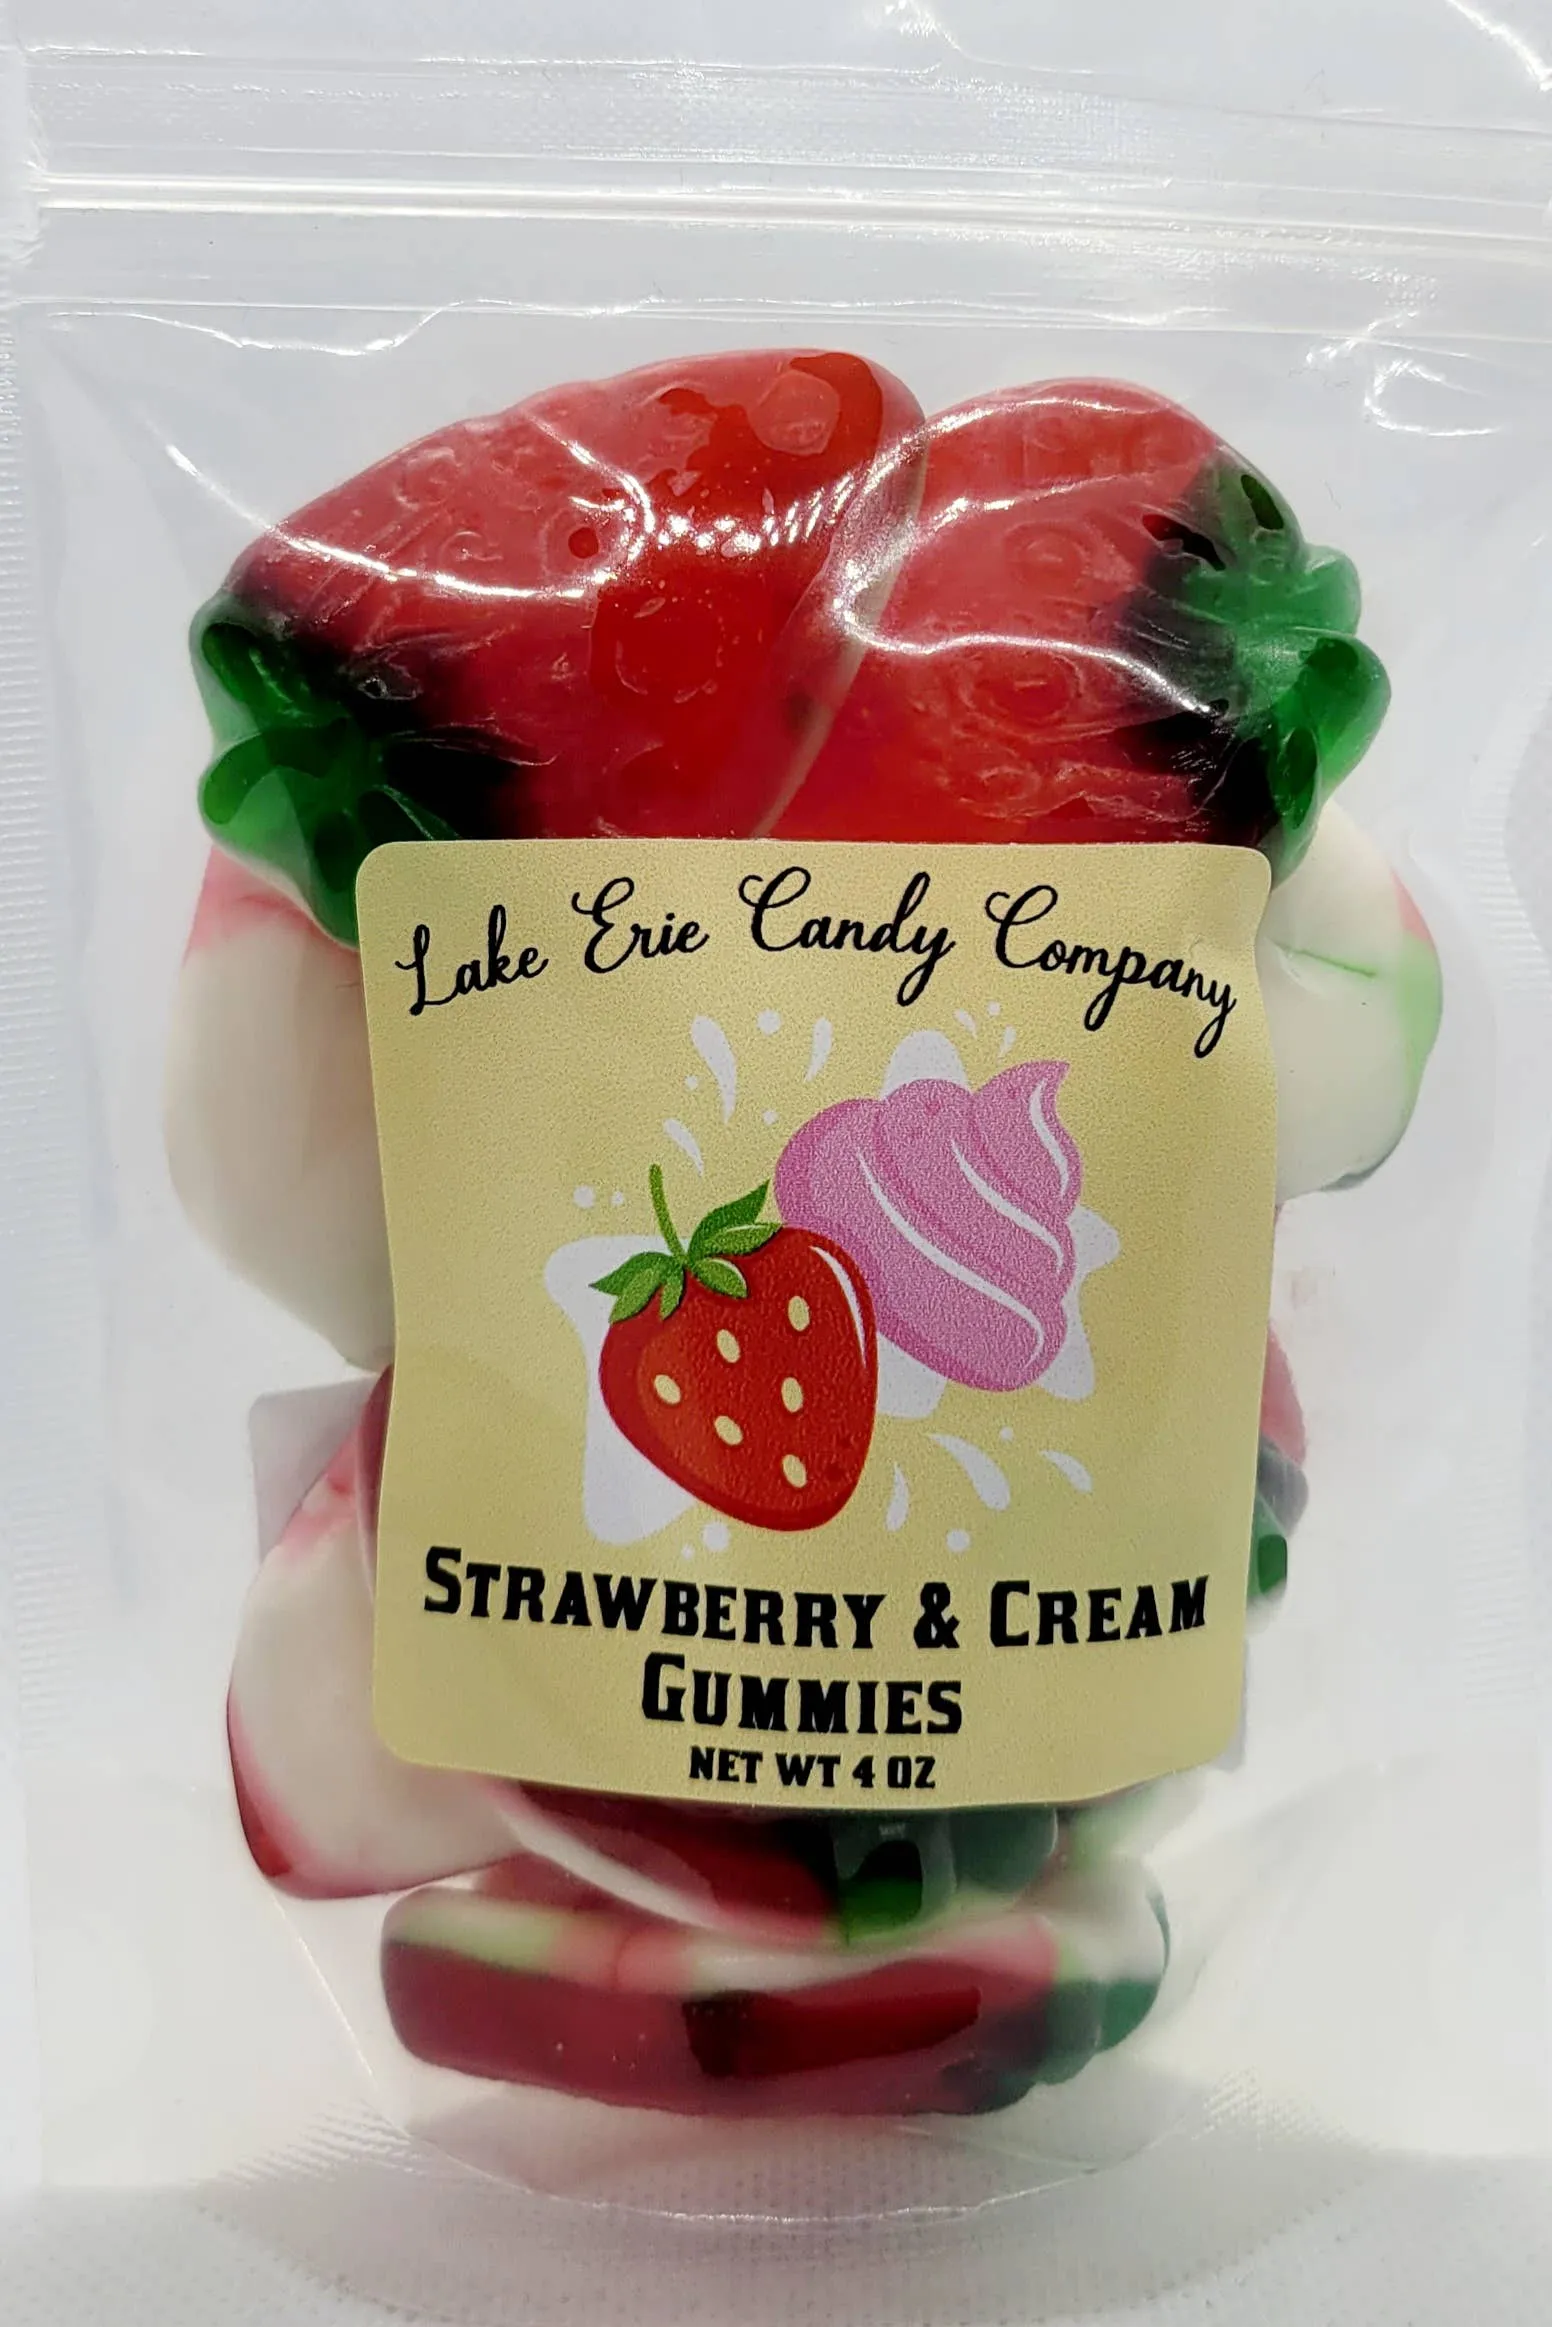 Lake Erie Candy Company
STRAWBERRY & CREAM
GUMMIES
NET WT 4 OZ